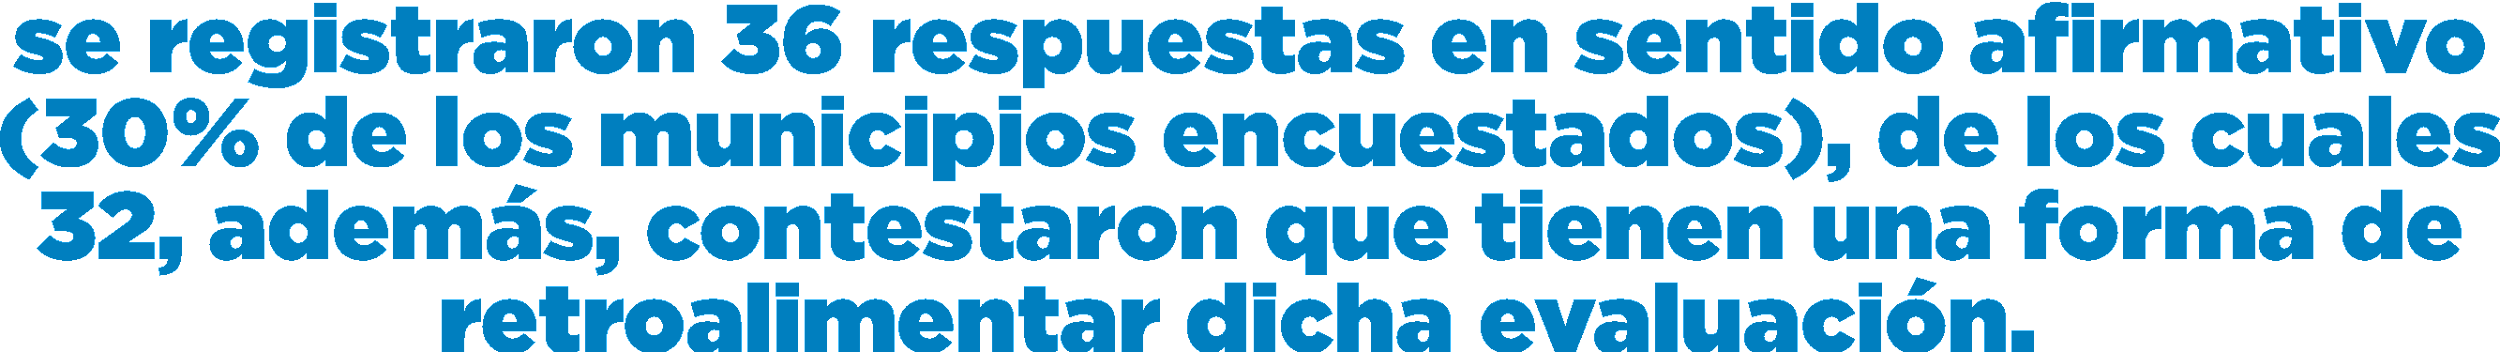 se registraron 36 respuestas en sentido afirmativo
(30% de los municipios encuestados), de los cuales
32, además, contestaron que tienen una forma de
retroalimentar dicha evaluación.